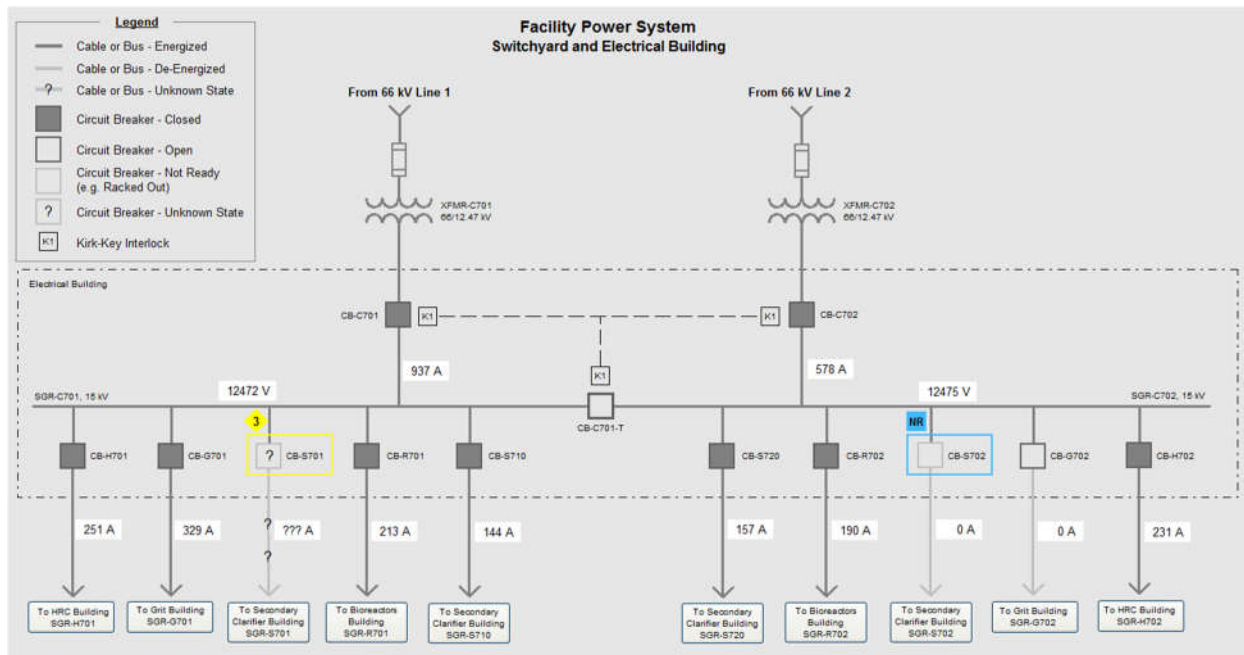 Legend
Cable or Bus - Energized
Cable or Bus - De-Energized
?
Cable or Bus - Unknown State
Circuit Breaker - Closed
Circuit Breaker - Open
Circuit Breaker - Not Ready
(e.g. Racked Out)
?
Circuit Breaker - Unknown State
K1
Kirk-Key Interlock
Facility Power System
Switchyard and Electrical Building
From 66 kV Line 1
From 66 kV Line 2
XFMR-C701
66/12.47 kV
XFMR-C702
66/12.47 kV
Electrical Building
CB-C701
K1
K1
CB-C702
937 A
K1
578 A
12472 V
12475 V
SGR-C701, 15 kV
SGR-C702, 15 kV
CB-C701-T
3
NR
CB-H701
CB-G701
?
CB-S701
CB-R701
CB-S710
CB-S720
CB-R702
CB-S702
CB-G702
CB-H702
251 A
329 A
?
??? A
?
213 A
144 A
157 A
190 A
0 A
0 A
231 A
To HRC Building
SGR-H701
To Grit Building
SGR-G701
To Secondary
Clarifier Building
SGR-S701
To Bioreactors
Building
SGR-R701
To Secondary
Clarifier Building
SGR-S710
To Secondary
Clarifier Building
SGR-S720
To Bioreactors
Building
SGR-R702
To Secondary
Clarifier Building
SGR-S702
To Grit Building
SGR-G702
To HRC Building
SGR-H702